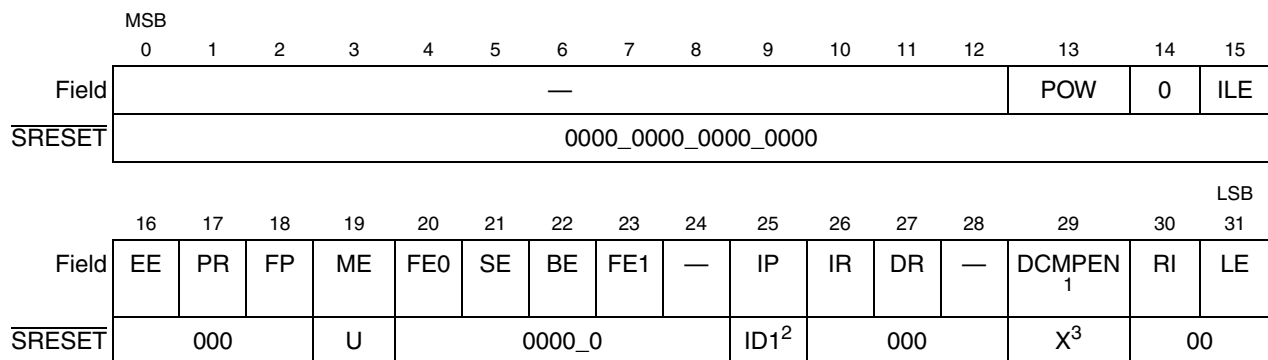 MSB
0 1 2 3 4 5 6 7 8 9 10 11 12 13 14 15
Field — POW 0 ILE
SRESET 0000_0000_0000_0000
LSB
16 17 18 19 20 21 22 23 24 25 26 27 28 29 30 31
Field EE PR FP ME FE0 SE BE FE1 — IP IR DR — DCMPEN RI LE
1
SRESET 000 U 0000_0 ID1² 000 X³ 00